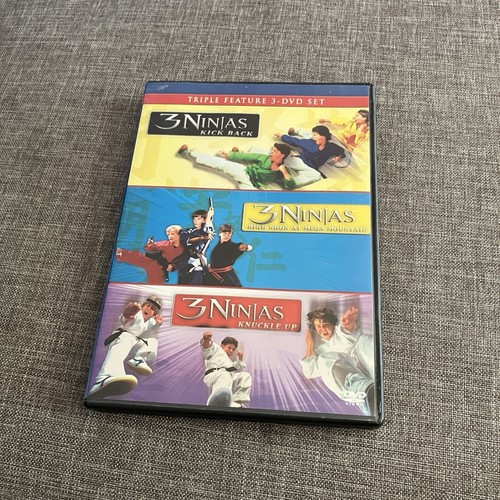 TRIPLE FEATURE 3-DVD SET
3 NINJAS
KICK BACK
3 NINJAS
HIGH NOON AT MEGA MOUNTAIN
3 NINJAS
KNUCKLE UP
DVD